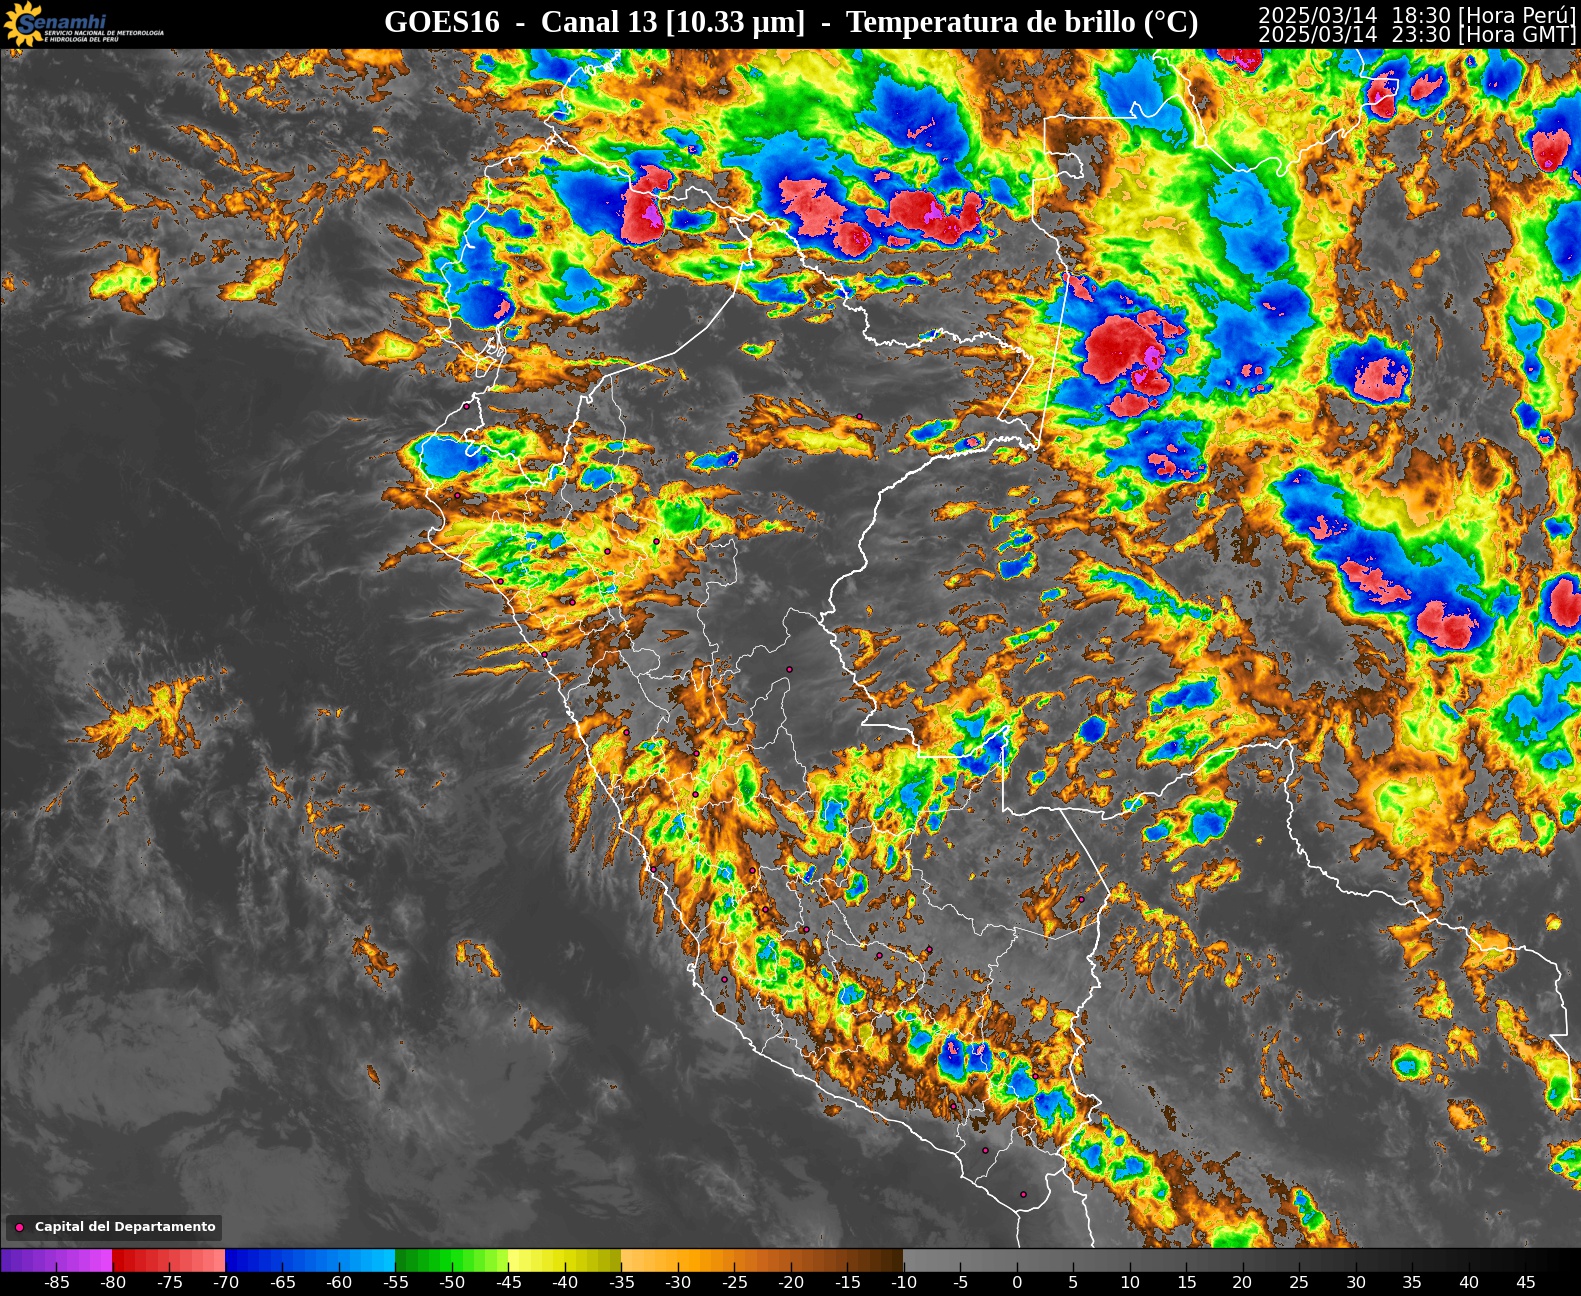 Senamhi
SERVICIO NACIONAL DE METEOROLOGÍA
E HIDROLOGÍA DEL PERÚ
GOES16 - Canal 13 [10.33 µm] - Temperatura de brillo (°C)
2025/03/14 18:30 [Hora Perú]
2025/03/14 23:30 [Hora GMT]
Capital del Departamento
-85 -80 -75 -70 -65 -60 -55 -50 -45 -40 -35 -30 -25 -20 -15 -10 -5 0 5 10 15 20 25 30 35 40 45